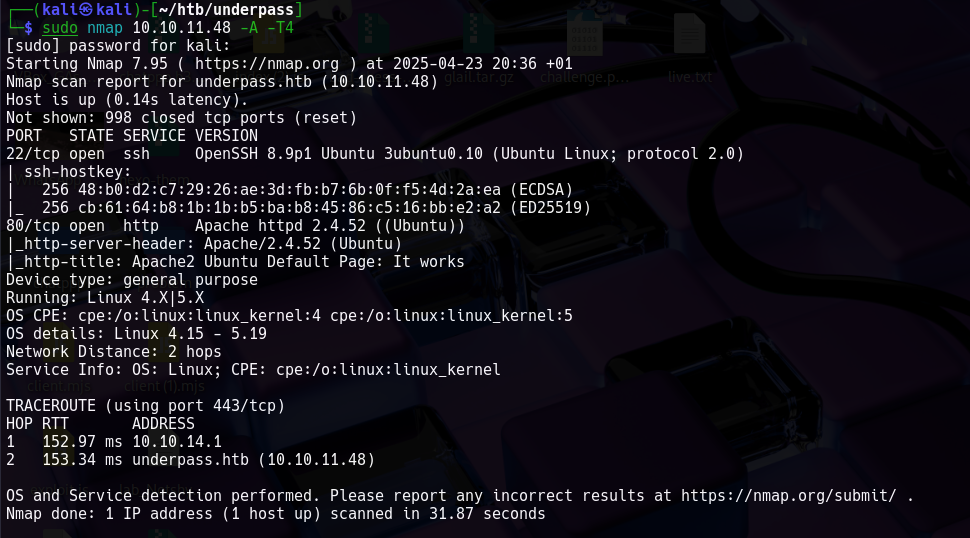 glail.tar.gz challenge.p... live.txt
┌──(kali㉿kali)-[~/htb/underpass]
└─$ sudo nmap 10.10.11.48 -A -T4
[sudo] password for kali:
Starting Nmap 7.95 ( https://nmap.org ) at 2025-04-23 20:36 +01
Nmap scan report for underpass.htb (10.10.11.48)
Host is up (0.14s latency).
Not shown: 998 closed tcp ports (reset)
PORT   STATE SERVICE VERSION
22/tcp open  ssh     OpenSSH 8.9p1 Ubuntu 3ubuntu0.10 (Ubuntu Linux; protocol 2.0)
| ssh-hostkey:
|   256 48:b0:d2:c7:29:26:ae:3d:fb:b7:6b:0f:f5:4d:2a:ea (ECDSA)
|_  256 cb:61:64:b8:1b:1b:b5:ba:b8:45:86:c5:16:bb:e2:a2 (ED25519)
80/tcp open  http    Apache httpd 2.4.52 ((Ubuntu))
|_http-server-header: Apache/2.4.52 (Ubuntu)
|_http-title: Apache2 Ubuntu Default Page: It works
Device type: general purpose
Running: Linux 4.X|5.X
OS CPE: cpe:/o:linux:linux_kernel:4 cpe:/o:linux:linux_kernel:5
OS details: Linux 4.15 - 5.19
Network Distance: 2 hops
Service Info: OS: Linux; CPE: cpe:/o:linux:linux_kernel
client.mjs client (1).mjs
TRACEROUTE (using port 443/tcp)
HOP RTT       ADDRESS
1   152.97 ms 10.10.14.1
2   153.34 ms underpass.htb (10.10.11.48)
OS and Service detection performed. Please report any incorrect results at https://nmap.org/submit/ .
Nmap done: 1 IP address (1 host up) scanned in 31.87 seconds